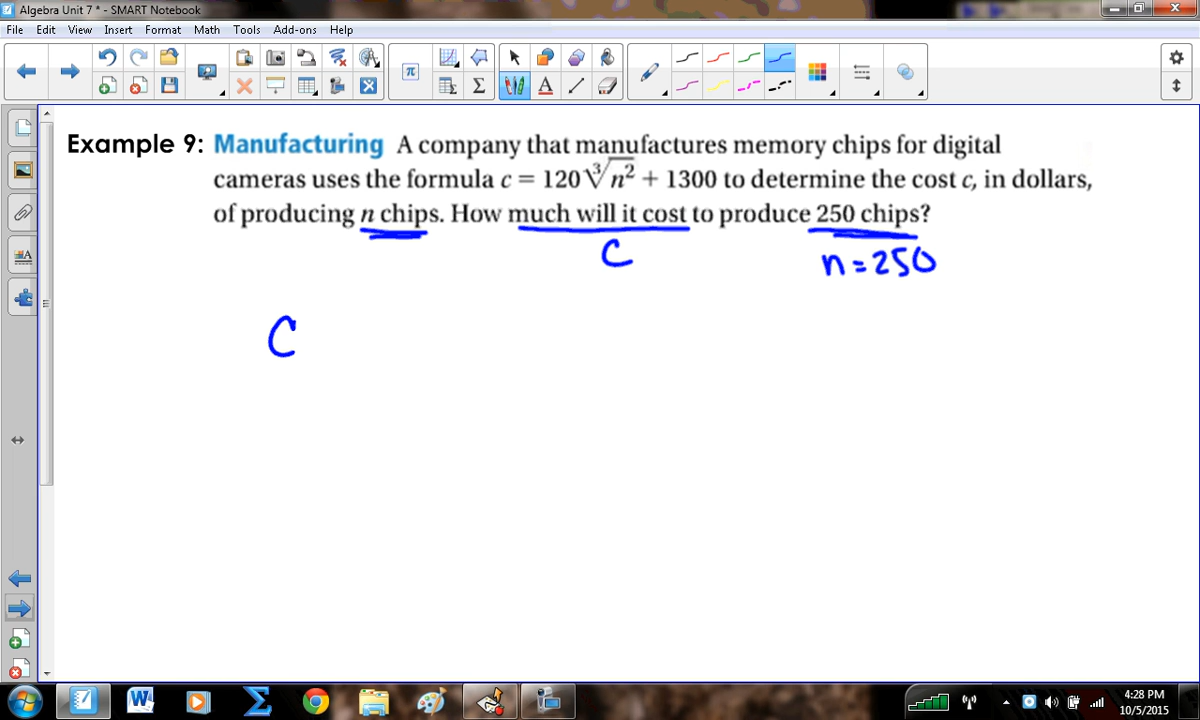 Algebra Unit 7 * - SMART Notebook
File Edit View Insert Format Math Tools Add-ons Help
Example 9: Manufacturing A company that manufactures memory chips for digital
cameras uses the formula c = 120∛n² + 1300 to determine the cost c, in dollars,
of producing n chips. How much will it cost to produce 250 chips?
C n=250
C
4:28 PM
10/5/2015